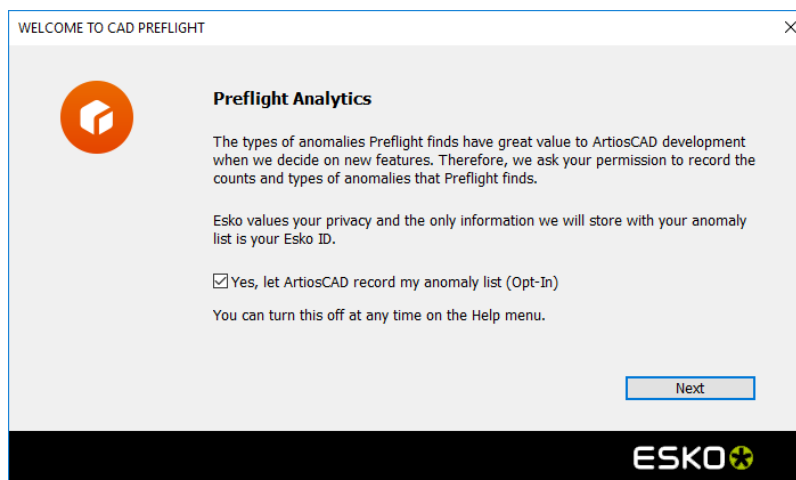 WELCOME TO CAD PREFLIGHT
Preflight Analytics
The types of anomalies Preflight finds have great value to ArtiosCAD development
when we decide on new features. Therefore, we ask your permission to record the
counts and types of anomalies that Preflight finds.
Esko values your privacy and the only information we will store with your anomaly
list is your Esko ID.
Yes, let ArtiosCAD record my anomaly list (Opt-In)
You can turn this off at any time on the Help menu.
Next
ESKO